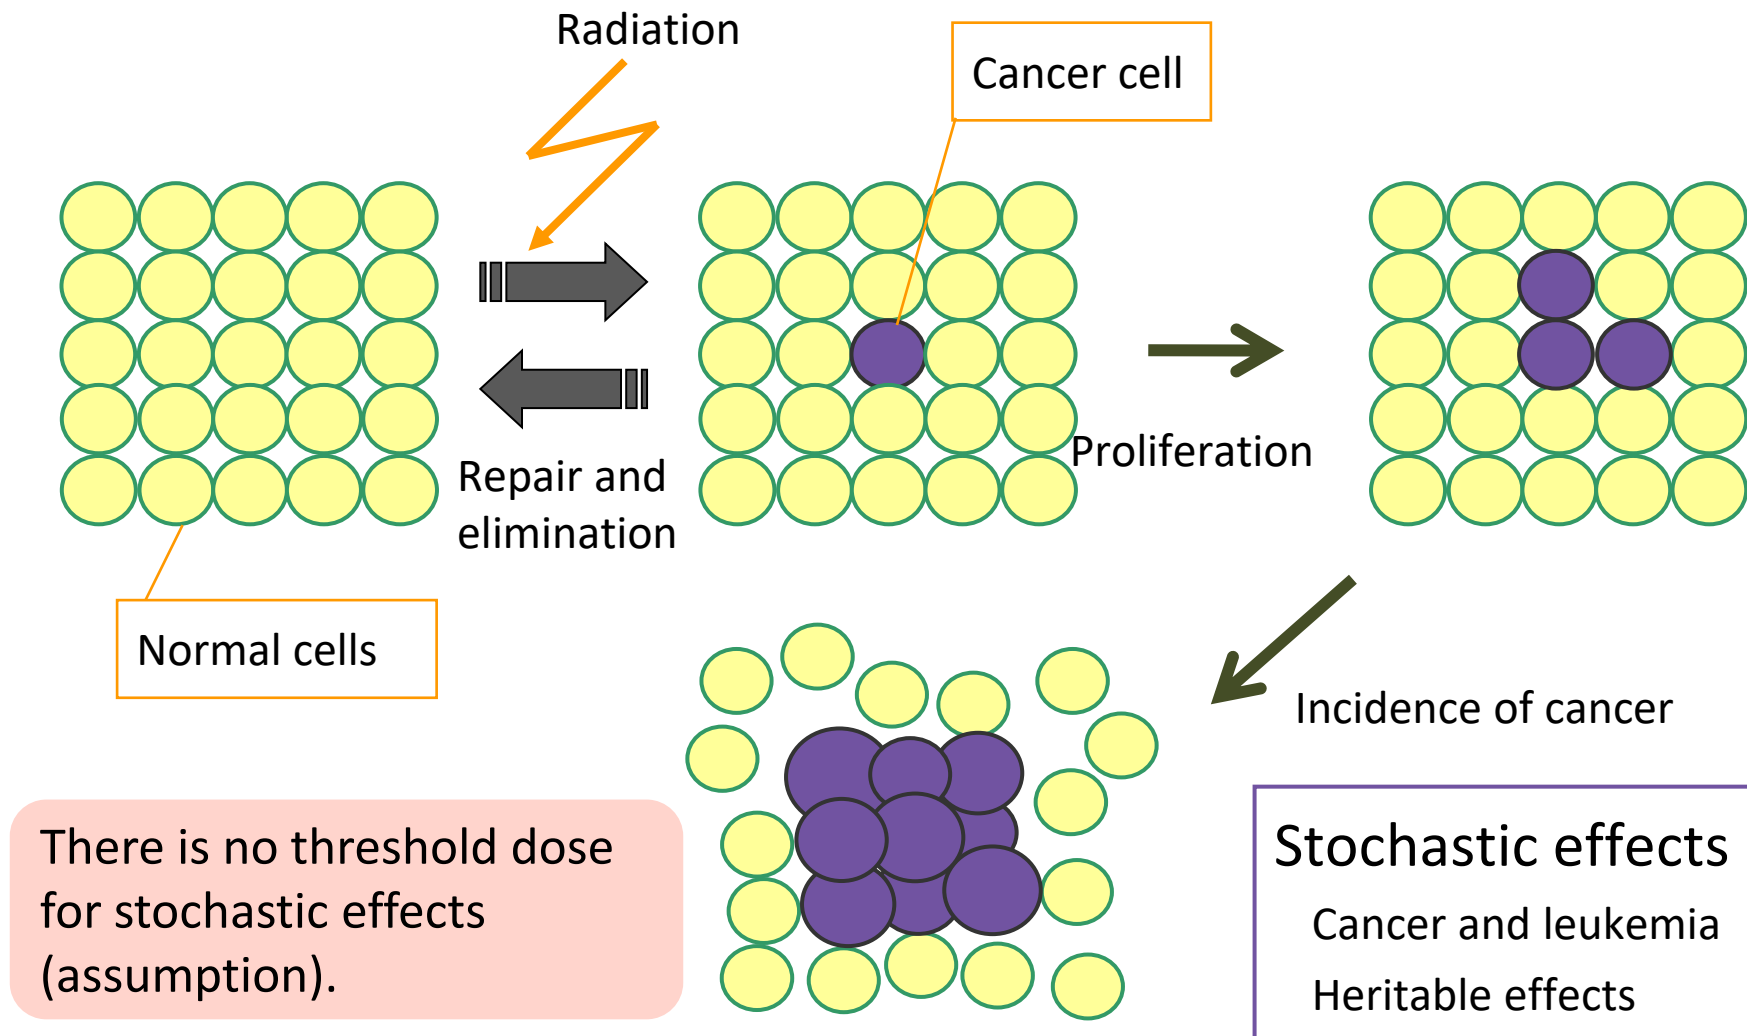 Radiation
Cancer cell
Repair and
elimination
Proliferation
Normal cells
Incidence of cancer
There is no threshold dose
for stochastic effects
(assumption).
Stochastic effects
Cancer and leukemia
Heritable effects